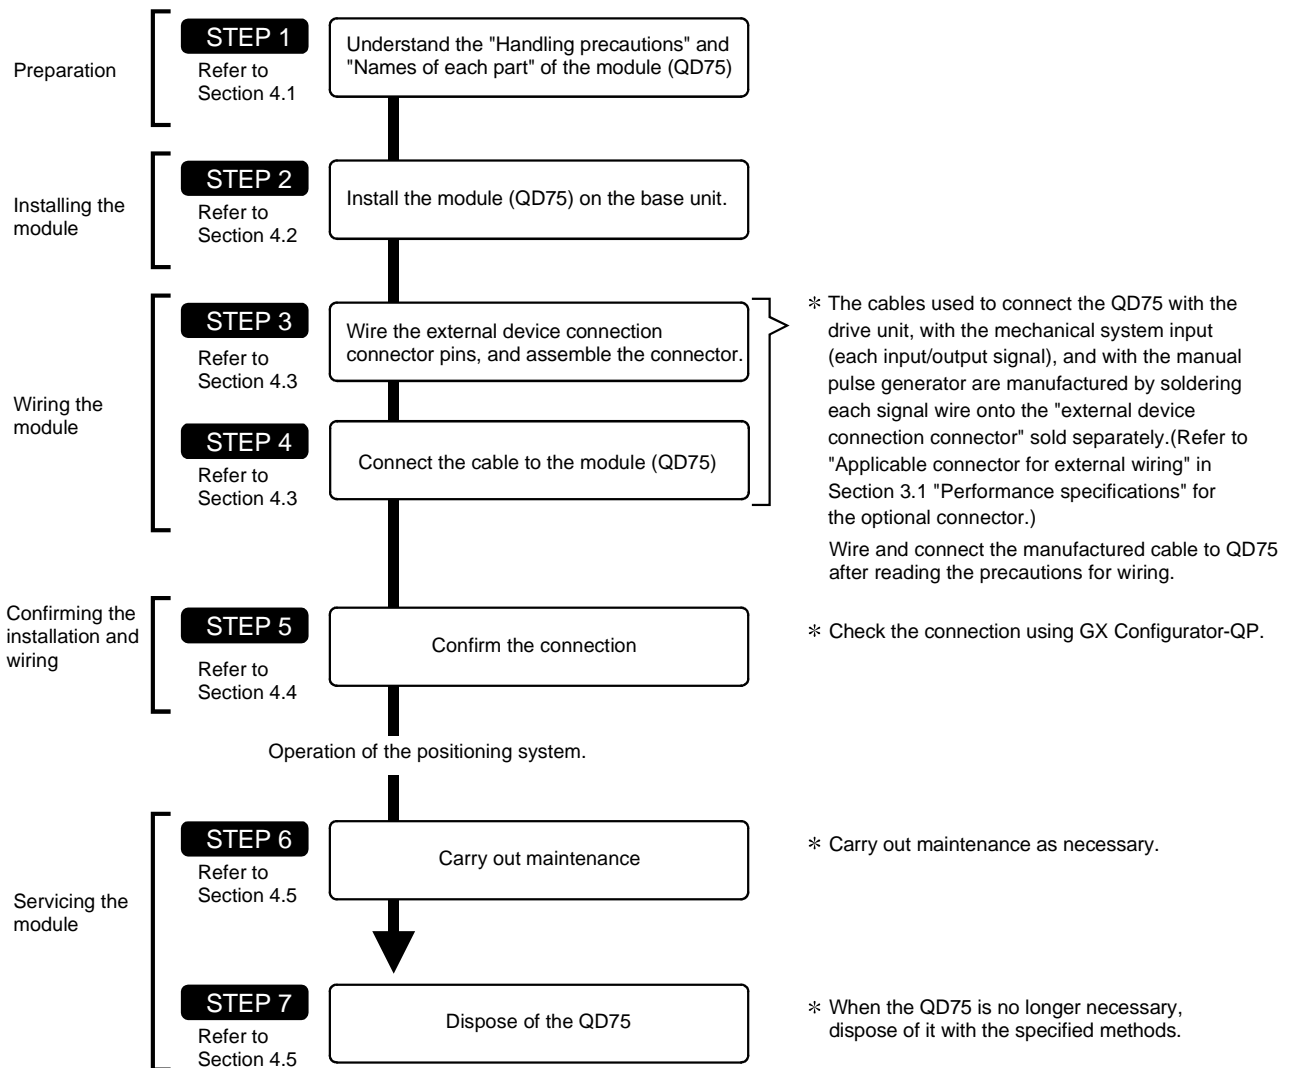 Preparation
STEP 1
Refer to
Section 4.1
Understand the "Handling precautions" and
"Names of each part" of the module (QD75)
Installing the
module
STEP 2
Refer to
Section 4.2
Install the module (QD75) on the base unit.
Wiring the
module
STEP 3
Refer to
Section 4.3
Wire the external device connection
connector pins, and assemble the connector.
STEP 4
Refer to
Section 4.3
Connect the cable to the module (QD75)
* The cables used to connect the QD75 with the
drive unit, with the mechanical system input
(each input/output signal), and with the manual
pulse generator are manufactured by soldering
each signal wire onto the "external device
connection connector" sold separately.(Refer to
"Applicable connector for external wiring" in
Section 3.1 "Performance specifications" for
the optional connector.)
Wire and connect the manufactured cable to QD75
after reading the precautions for wiring.
Confirming the
installation and
wiring
STEP 5
Refer to
Section 4.4
Confirm the connection
* Check the connection using GX Configurator-QP.
Operation of the positioning system.
Servicing the
module
STEP 6
Refer to
Section 4.5
Carry out maintenance
* Carry out maintenance as necessary.
STEP 7
Refer to
Section 4.5
Dispose of the QD75
* When the QD75 is no longer necessary,
dispose of it with the specified methods.